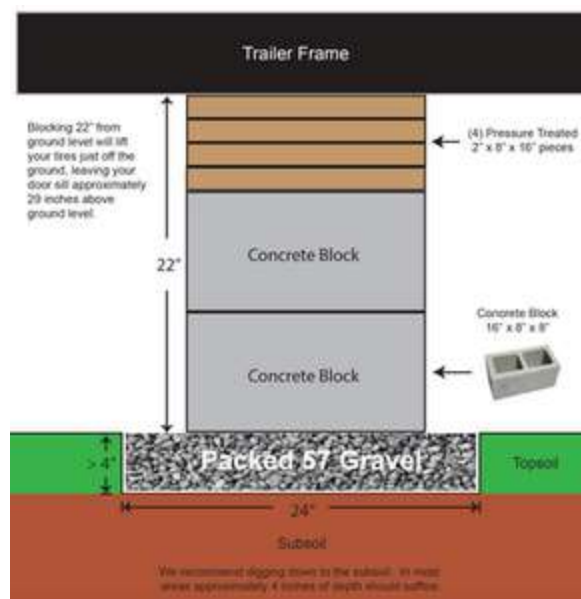 Trailer Frame
Blocking 22" from
ground level will lift
your tires just off the
ground, leaving your
door sill approximately
29 inches above
ground level.
(4) Pressure Treated
2" x 8" x 16" pieces
22"
Concrete Block
Concrete Block
16" x 8" x 8"
Concrete Block
> 4"
Packed 57 Gravel
Topsoil
24"
Subsoil
We recommend digging down to the subsoil. In most
areas approximately 4 inches of depth should suffice.